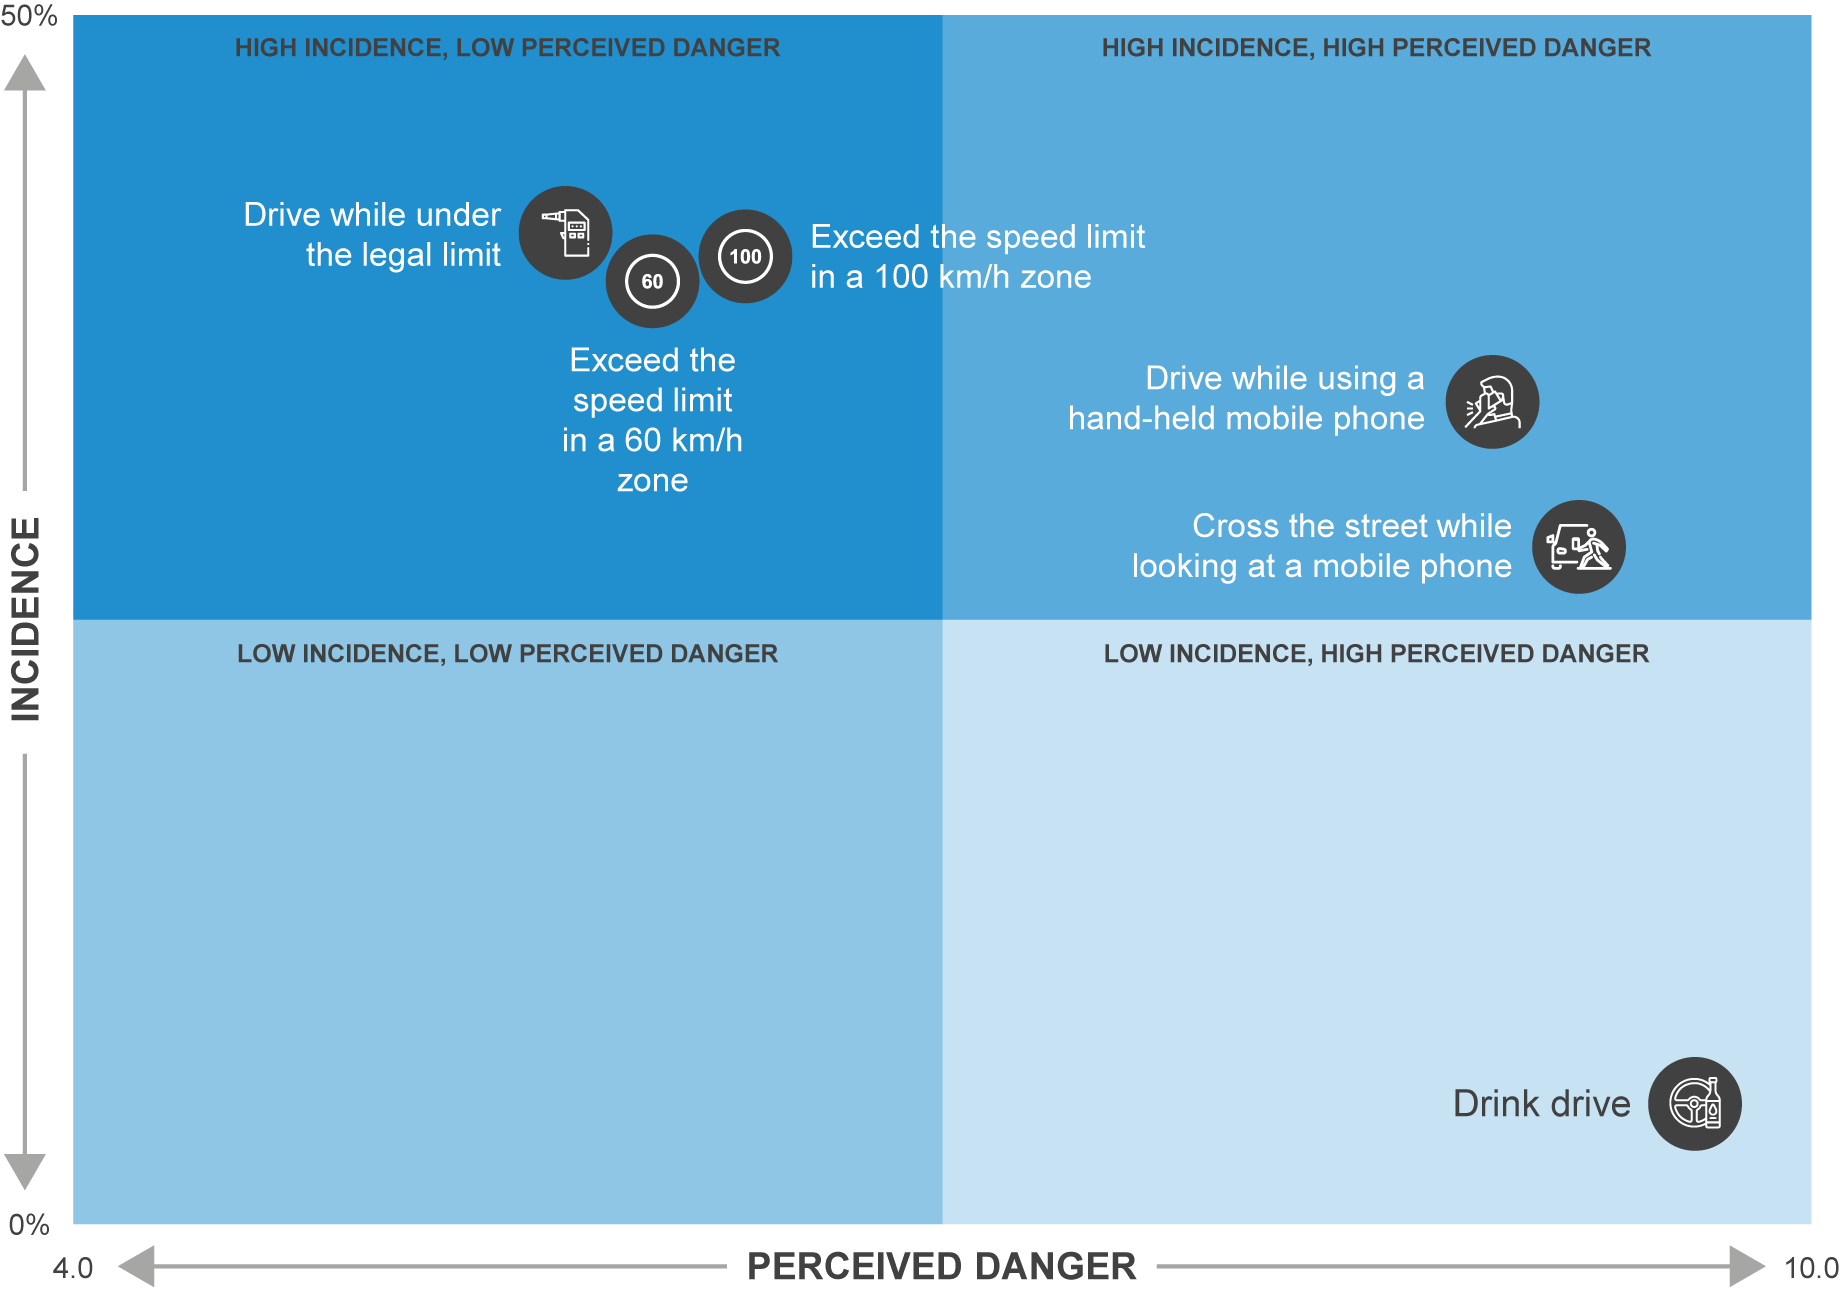 50%
HIGH INCIDENCE, LOW PERCEIVED DANGER
HIGH INCIDENCE, HIGH PERCEIVED DANGER
Drive while under
the legal limit
60
100
Exceed the speed limit
in a 100 km/h zone
Exceed the
speed limit
in a 60 km/h
zone
Drive while using a
hand-held mobile phone
Cross the street while
looking at a mobile phone
INCIDENCE
LOW INCIDENCE, LOW PERCEIVED DANGER
LOW INCIDENCE, HIGH PERCEIVED DANGER
Drink drive
0%
4.0
PERCEIVED DANGER
10.0